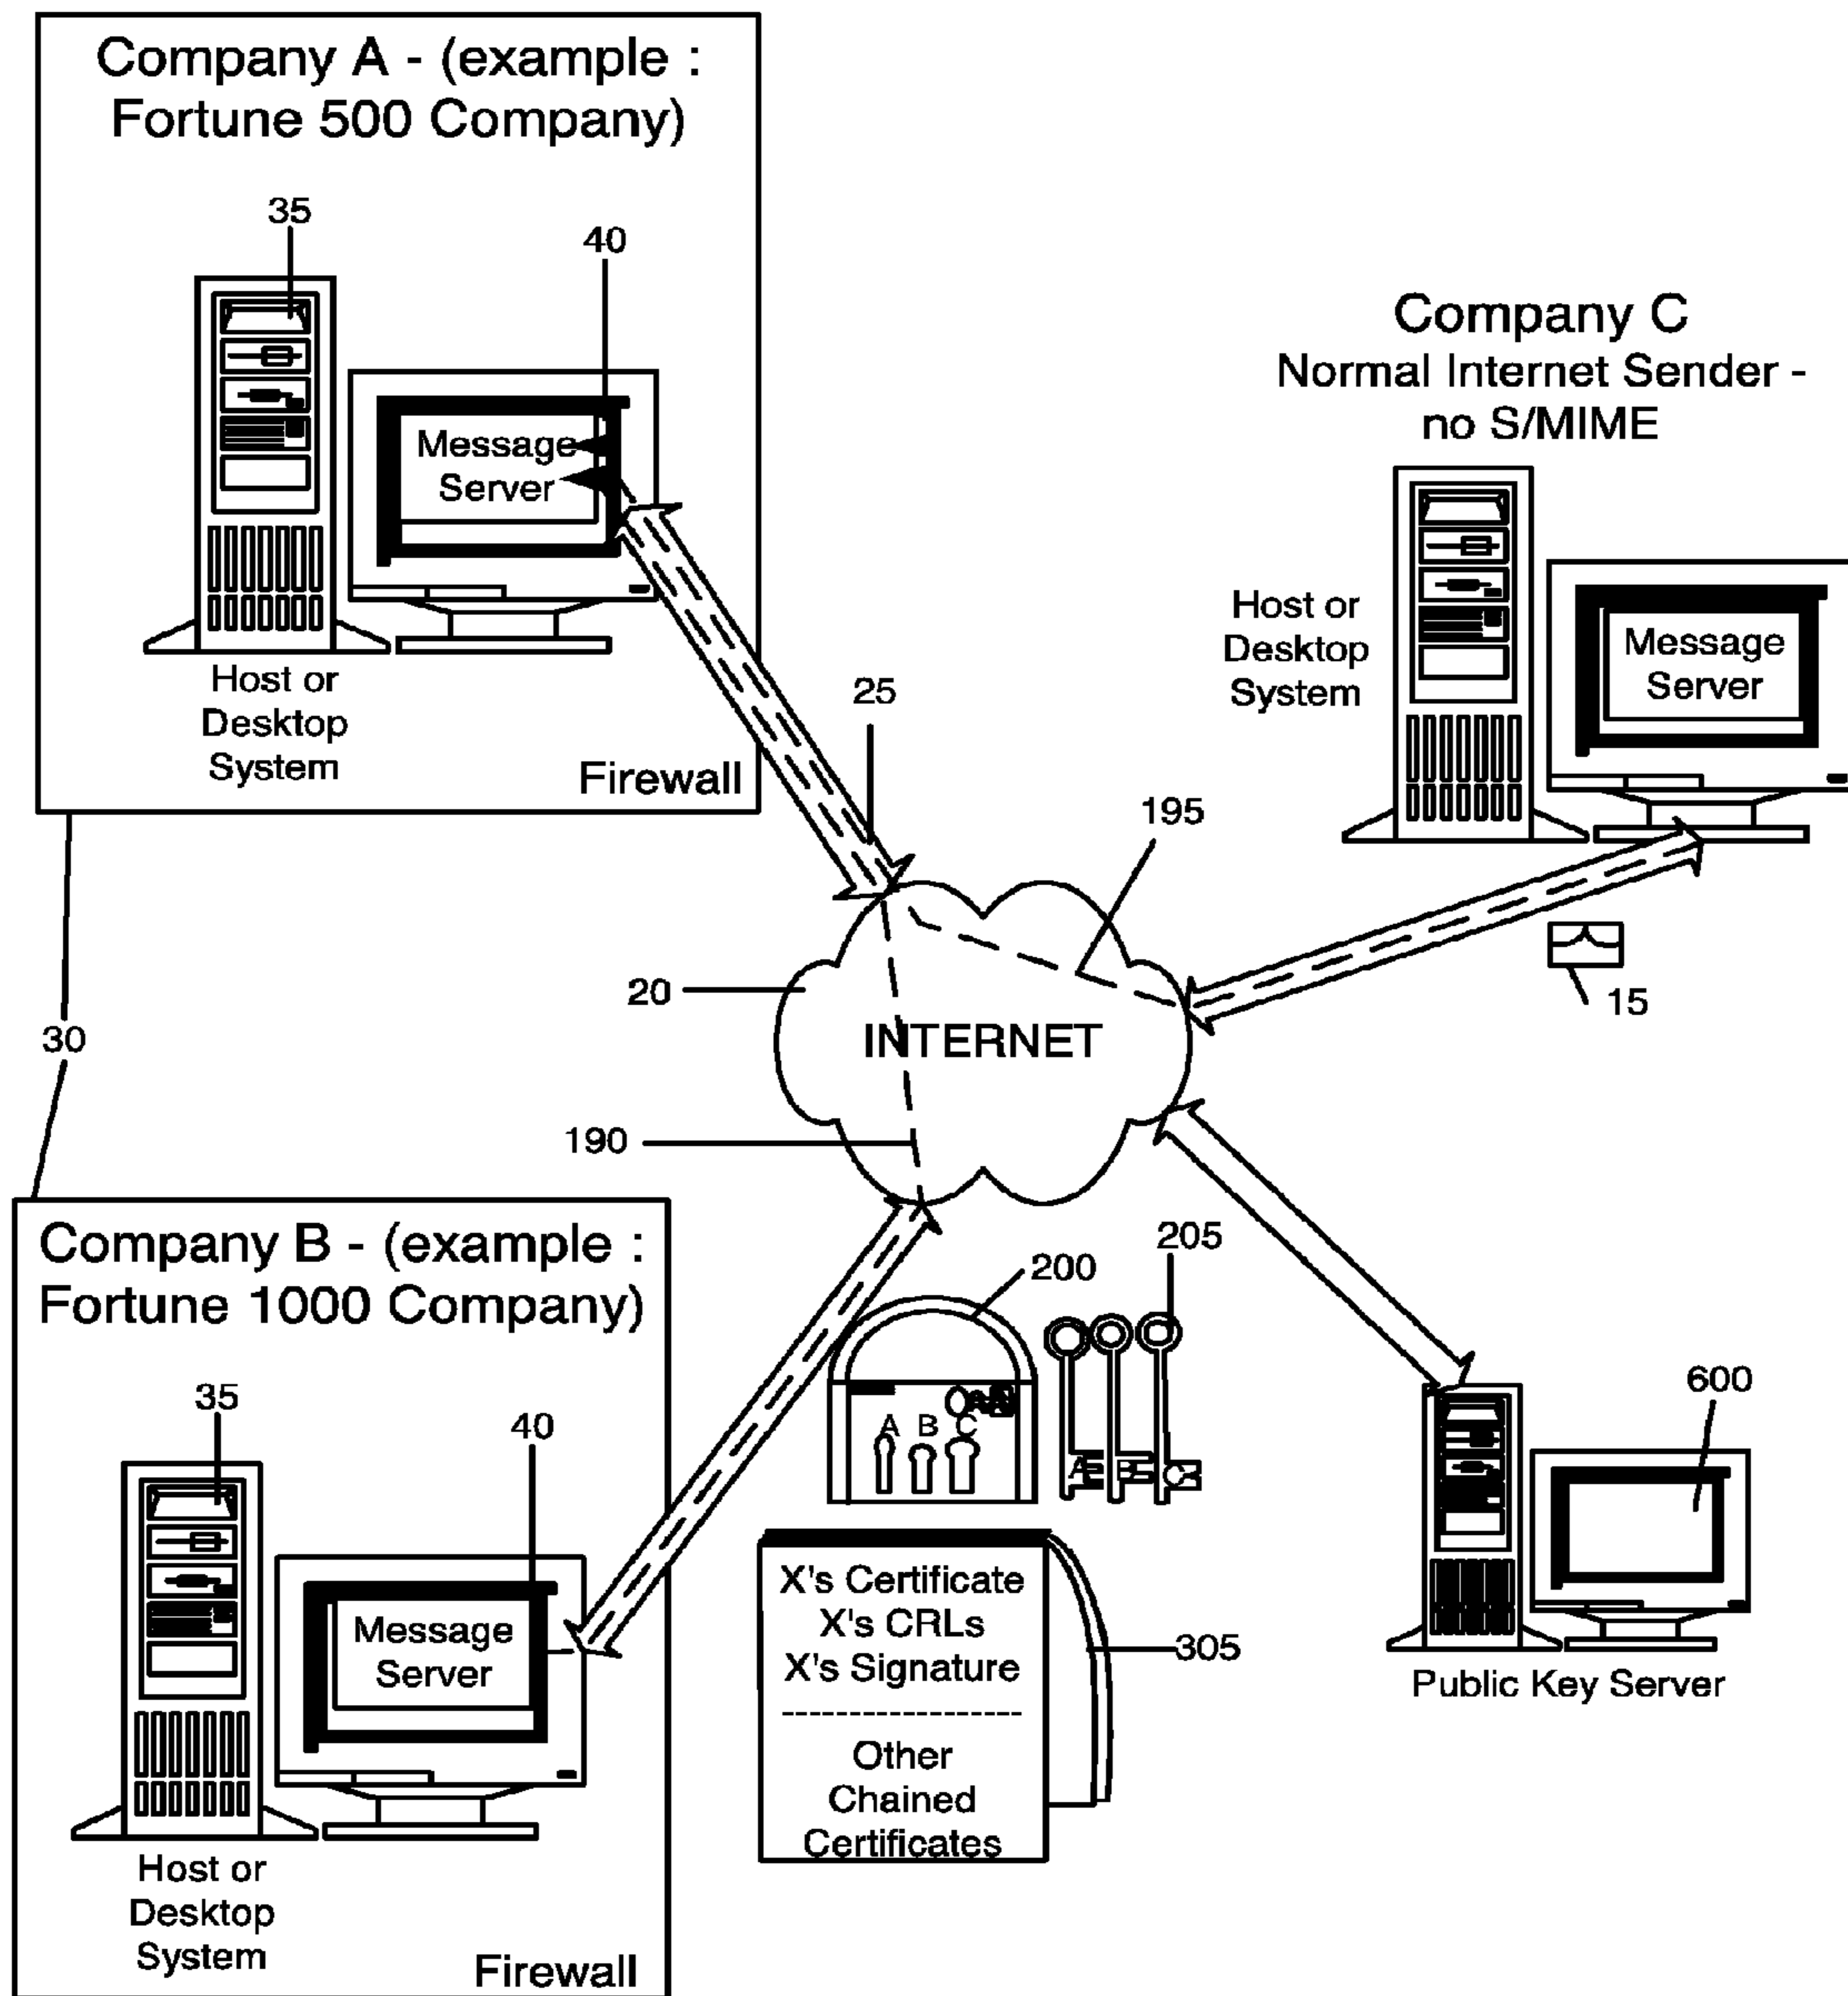 Company A - (example :
Fortune 500 Company)
35
40
Message
Server
Host or
Desktop
System
Firewall
25
Company C
Normal Internet Sender -
no S/MIME
Host or
Desktop
System
Message
Server
195
15
20
INTERNET
30
190
Company B - (example :
Fortune 1000 Company)
35
40
Message
Server
Host or
Desktop
System
Firewall
200
205
A B C
A B C
X's Certificate
X's CRLs
X's Signature
Other
Chained
Certificates
305
600
Public Key Server